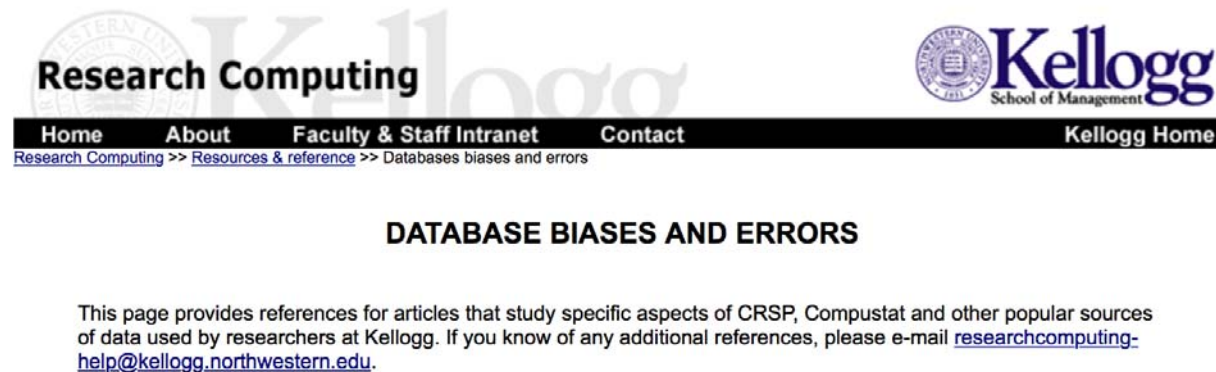 Research Computing
Kellogg
School of Management
Home About Faculty & Staff Intranet Contact Kellogg Home
Research Computing >> Resources & reference >> Databases biases and errors
DATABASE BIASES AND ERRORS
This page provides references for articles that study specific aspects of CRSP, Compustat and other popular sources
of data used by researchers at Kellogg. If you know of any additional references, please e-mail researchcomputing-
help@kellogg.northwestern.edu.